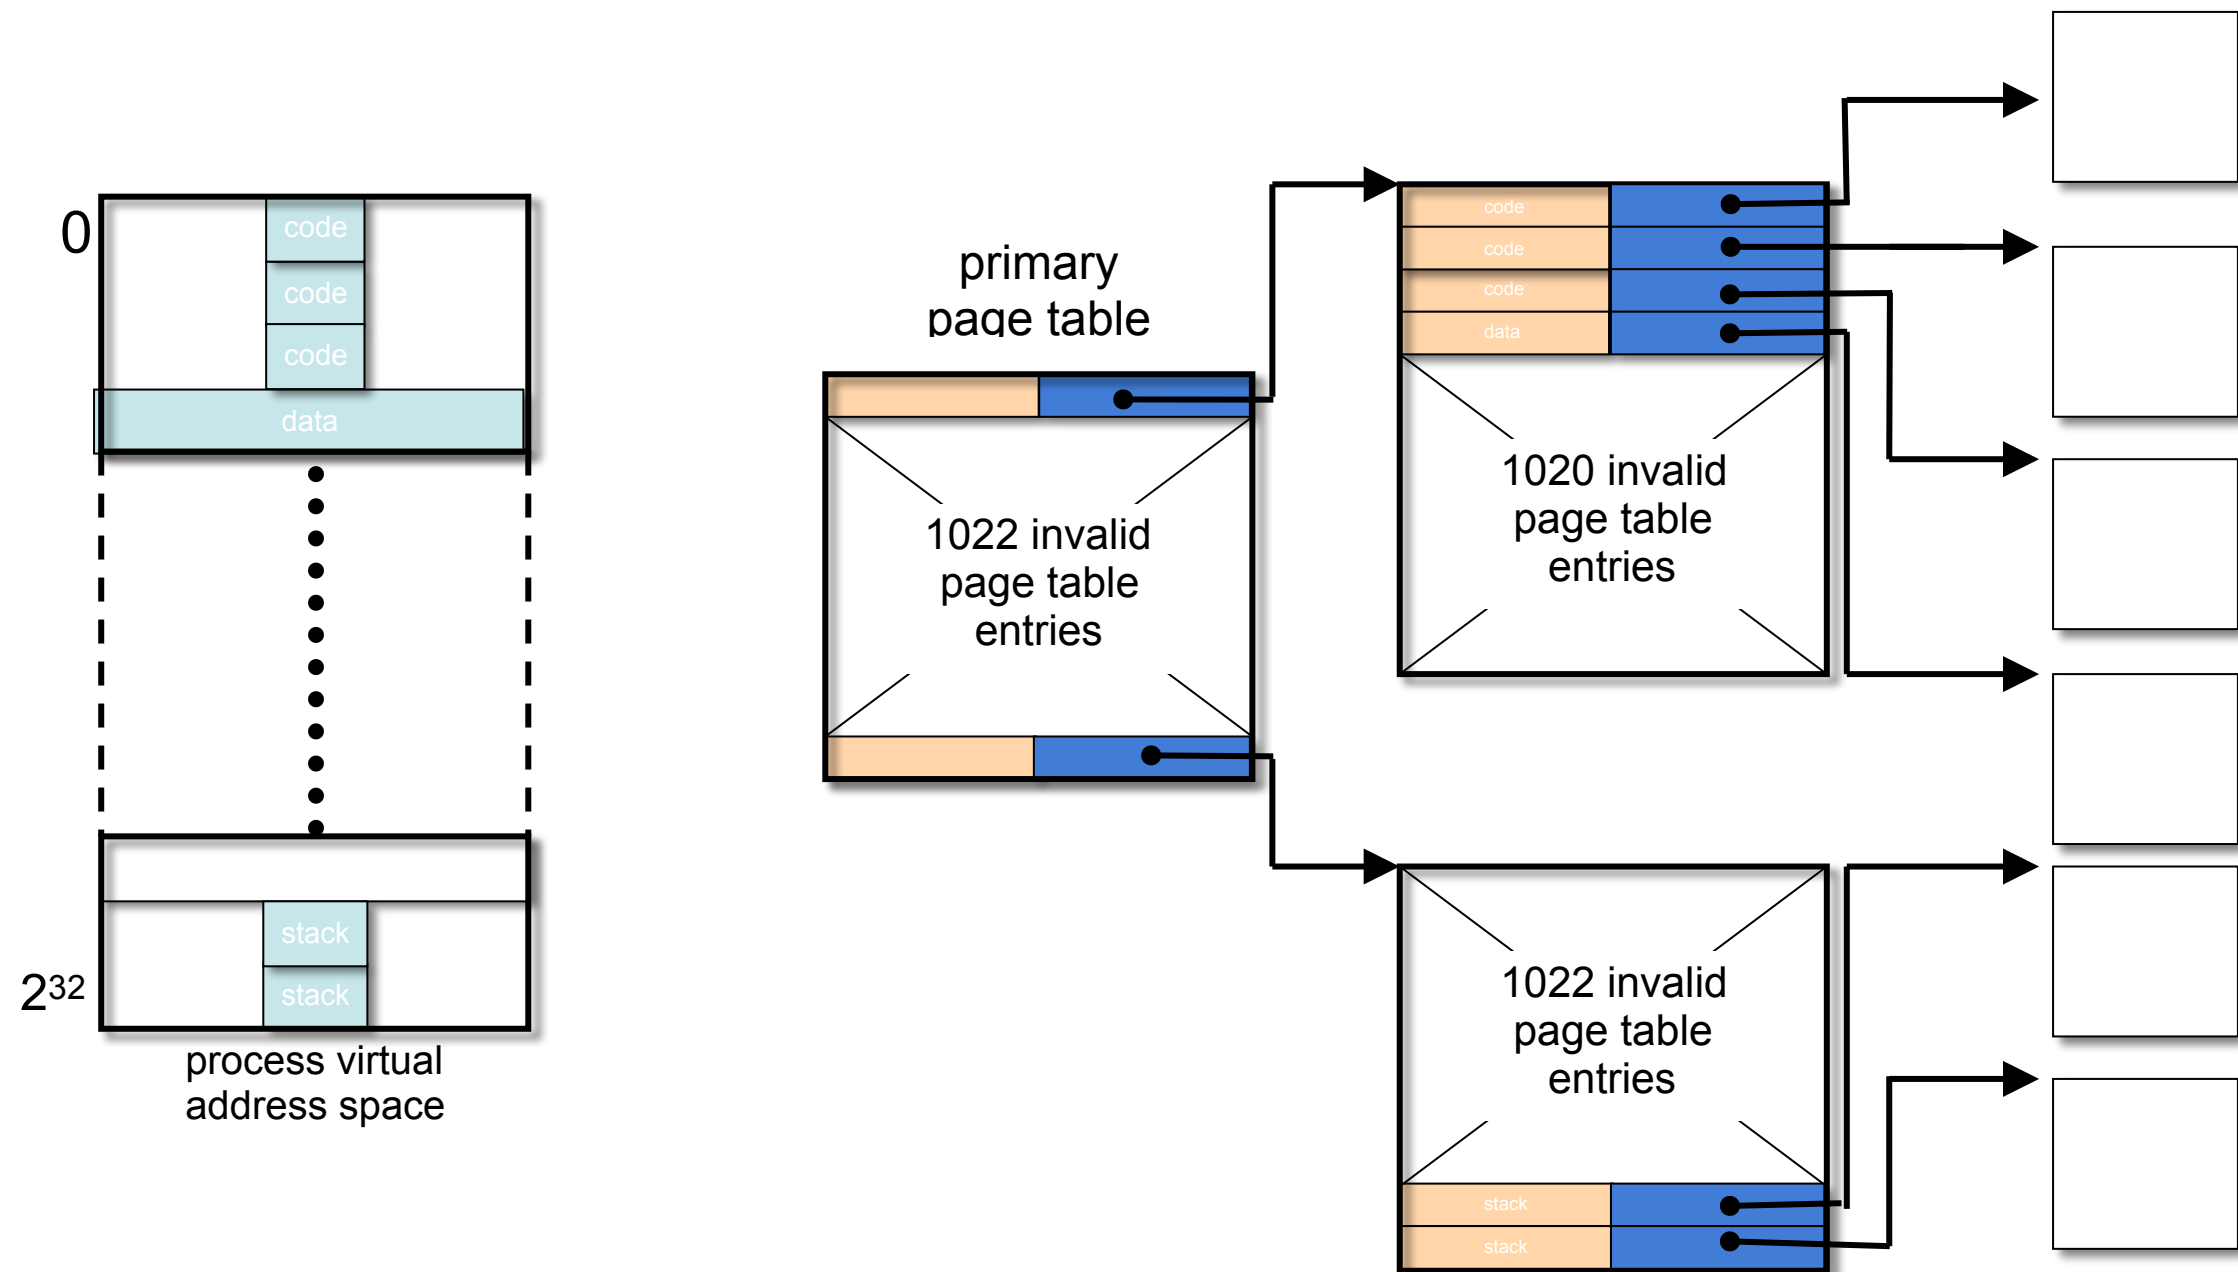 0
code
code
code
data
stack
stack
2³²
process virtual
address space
primary
page table
1022 invalid
page table
entries
code
code
code
data
1020 invalid
page table
entries
1022 invalid
page table
entries
stack
stack